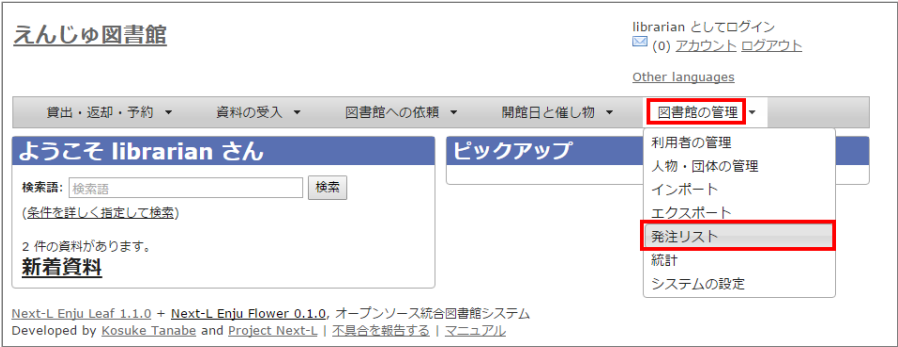 えんじゅ図書館
librarian としてログイン
(0) アカウント ログアウト
Other languages
貸出・返却・予約 ▼ 資料の受入 ▼ 図書館への依頼 ▼ 開館日と催し物 ▼ 図書館の管理 ▼
利用者の管理
人物・団体の管理
インポート
エクスポート
発注リスト
統計
システムの設定
ようこそ librarian さん
検索語: 検索語 検索
(条件を詳しく指定して検索)
2 件の資料があります。
新着資料
ピックアップ
Next-L Enju Leaf 1.1.0 + Next-L Enju Flower 0.1.0, オープンソース統合図書館システム
Developed by Kosuke Tanabe and Project Next-L | 不具合を報告する | マニュアル